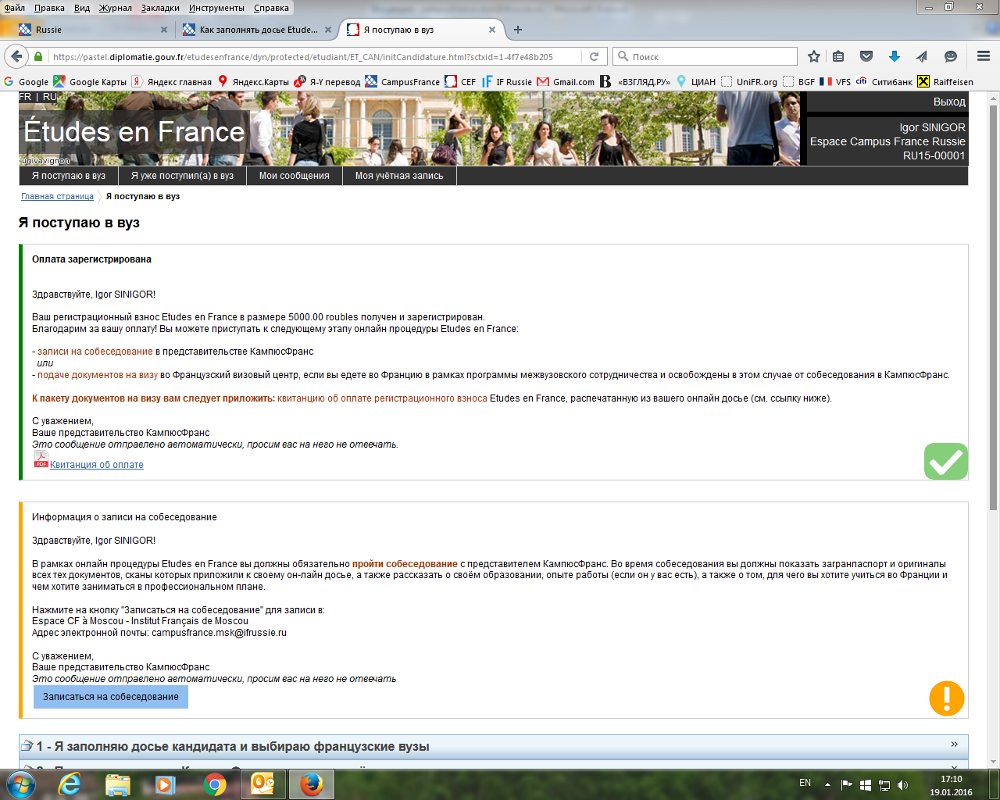 Файл Правка Вид Журнал Закладки Инструменты Справка
Russie
Как заполнять досье Etude...
Я поступаю в вуз
https://pastel.diplomatie.gouv.fr/etudesenfrance/dyn/protected/etudiant/ET_CAN/initCandidature.html?sctxid=1-4f7e48b205
Поиск
Google Google Карты Яндекс главная Яндекс.Карты Я-Y перевод CampusFrance CEF IF Russie Gmail.com «ВЗГЛЯД.РУ» ЦИАН UniFR.org BGF VFS Ситибанк Raiffeisen
FR | RU
Выход
Études en France
Igor SINIGOR
Espace Campus France Russie
RU15-00001
univavignon
Я поступаю в вуз
Я уже поступил(а) в вуз
Мои сообщения
Моя учётная запись
Главная страница
Я поступаю в вуз
Я поступаю в вуз
Оплата зарегистрирована
Здравствуйте, Igor SINIGOR!
Ваш регистрационный взнос Etudes en France в размере 5000.00 roubles получен и зарегистрирован.
Благодарим за вашу оплату! Вы можете приступать к следующему этапу онлайн процедуры Etudes en France:
- записи на собеседование в представительстве КампюсФранс
или
- подаче документов на визу во Французский визовый центр, если вы едете во Францию в рамках программы межвузовского сотрудничества и освобождены в этом случае от собеседования в КампюсФранс.
К пакету документов на визу вам следует приложить: квитанцию об оплате регистрационного взноса Etudes en France, распечатанную из вашего онлайн досье (см. ссылку ниже).
С уважением,
Ваше представительство КампюсФранс
Это сообщение отправлено автоматически, просим вас на него не отвечать.
PDF
Квитанция об оплате
Информация о записи на собеседование
Здравствуйте, Igor SINIGOR!
В рамках онлайн процедуры Etudes en France вы должны обязательно пройти собеседование с представителем КампюсФранс. Во время собеседования вы должны показать загранпаспорт и оригиналы
всех тех документов, сканы которых приложили к своему он-лайн досье, а также рассказать о своём образовании, опыте работы (если он у вас есть), а также о том, для чего вы хотите учиться во Франции и
чем хотите заниматься в профессиональном плане.
Нажмите на кнопку "Записаться на собеседование" для записи в:
Espace CF à Moscou - Institut Français de Moscou
Адрес электронной почты: campusfrance.msk@ifrussie.ru
С уважением,
Ваше представительство КампюсФранс
Это сообщение отправлено автоматически, просим вас на него не отвечать
Записаться на собеседование
1 - Я заполняю досье кандидата и выбираю французские вузы
EN
17:10
19.01.2016